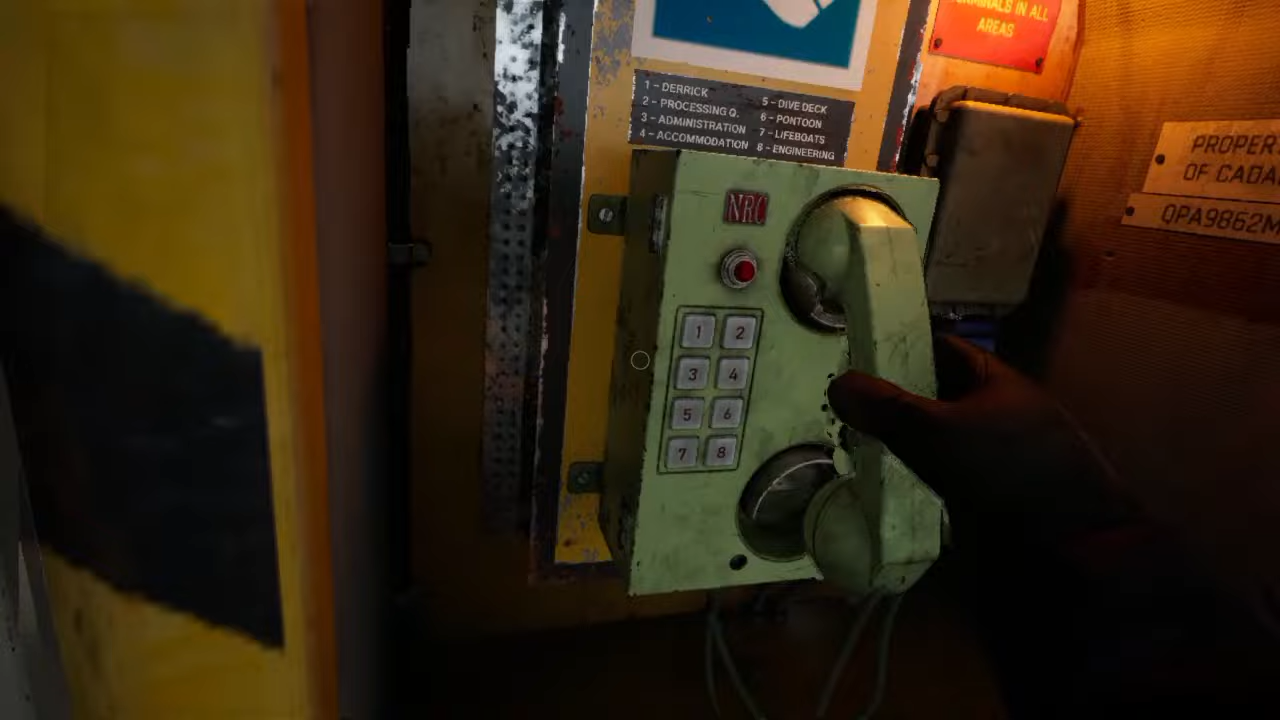 TERMINALS IN ALL
AREAS
1 - DERRICK
2 - PROCESSING Q.
3 - ADMINISTRATION
4 - ACCOMMODATION
5 - DIVE DECK
6 - PONTOON
7 - LIFEBOATS
8 - ENGINEERING
PROPER
OF CADA
QPA9862M
NRC
1 2
3 4
5 6
7 8